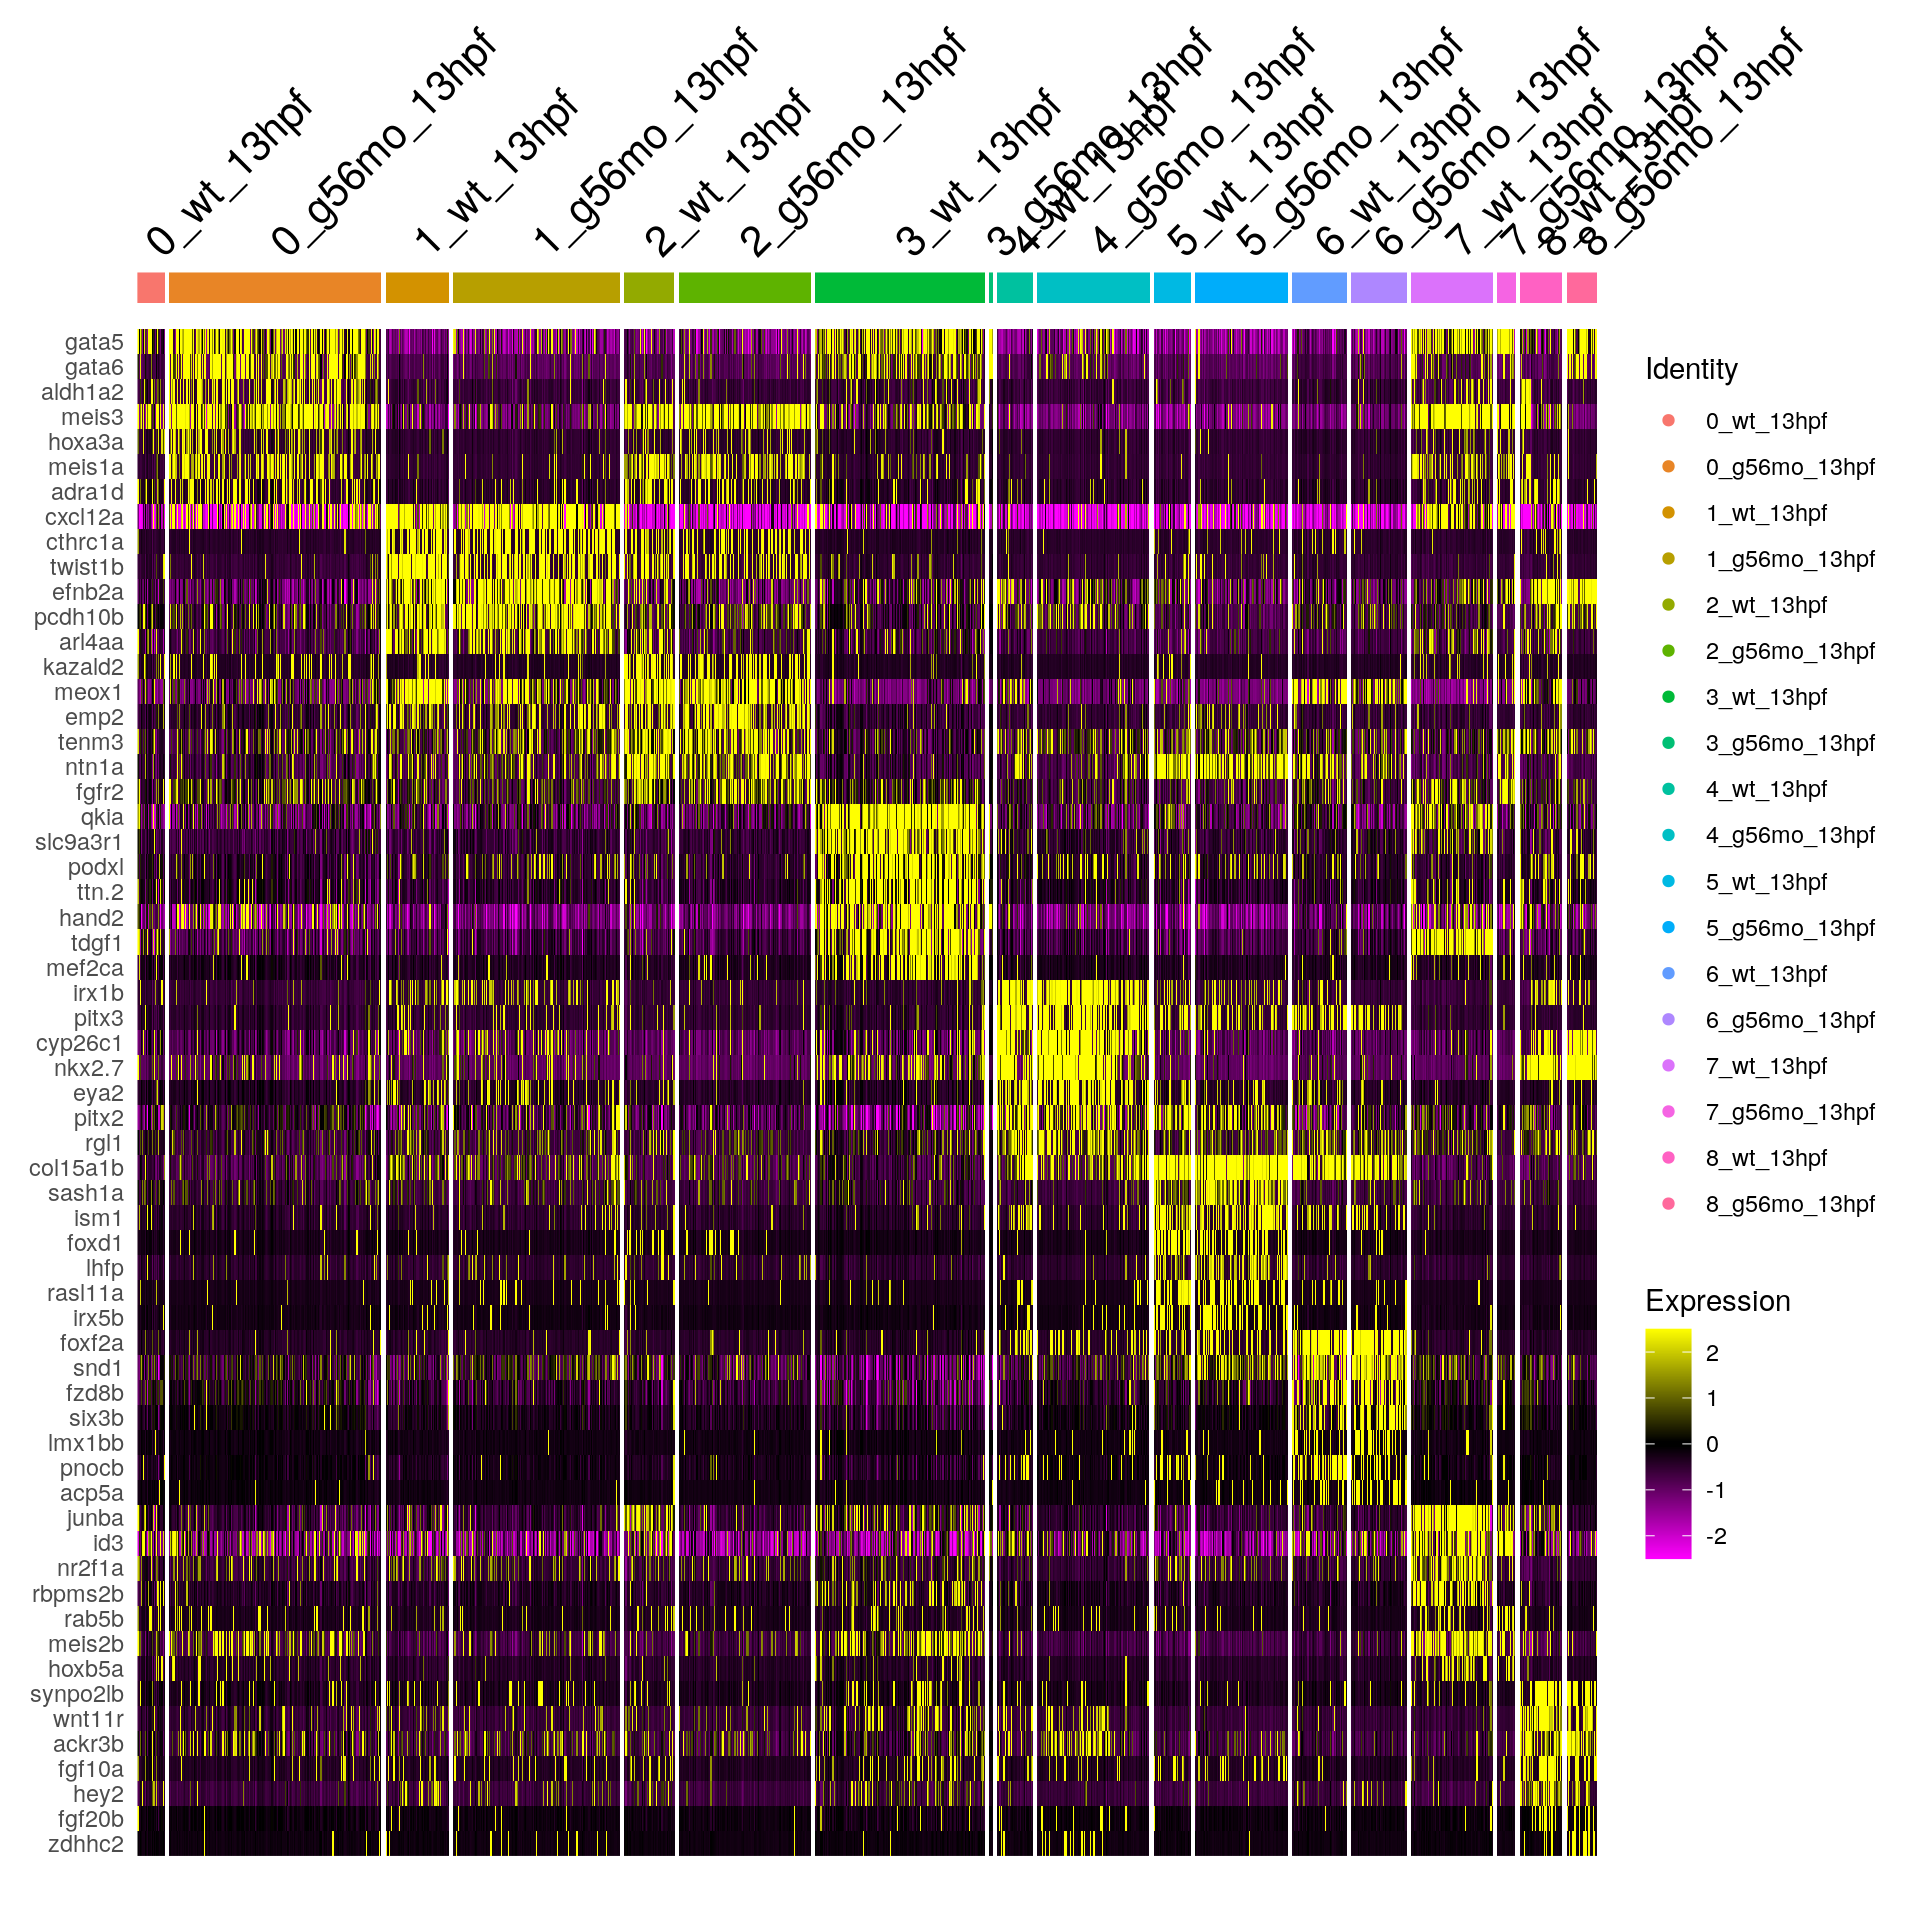 0_wt_13hpf
0_g56mo_13hpf
1_wt_13hpf
1_g56mo_13hpf
2_wt_13hpf
2_g56mo_13hpf
3_wt_13hpf
3_g56mo_13hpf
4_wt_13hpf
4_g56mo_13hpf
5_wt_13hpf
5_g56mo_13hpf
6_wt_13hpf
6_g56mo_13hpf
7_wt_13hpf
7_g56mo_13hpf
8_wt_13hpf
8_g56mo_13hpf
gata5
gata6
aldh1a2
meis3
hoxa3a
meis1a
adra1d
cxcl12a
cthrc1a
twist1b
efnb2a
pcdh10b
arl4aa
kazald2
meox1
emp2
tenm3
ntn1a
fgfr2
qkia
slc9a3r1
podxl
ttn.2
hand2
tdgf1
mef2ca
irx1b
pitx3
cyp26c1
nkx2.7
eya2
pitx2
rgl1
col15a1b
sash1a
ism1
foxd1
lhfp
rasl11a
irx5b
foxf2a
snd1
fzd8b
six3b
lmx1bb
pnocb
acp5a
junba
id3
nr2f1a
rbpms2b
rab5b
meis2b
hoxb5a
synpo2lb
wnt11r
ackr3b
fgf10a
hey2
fgf20b
zdhhc2
Identity
0_wt_13hpf
0_g56mo_13hpf
1_wt_13hpf
1_g56mo_13hpf
2_wt_13hpf
2_g56mo_13hpf
3_wt_13hpf
3_g56mo_13hpf
4_wt_13hpf
4_g56mo_13hpf
5_wt_13hpf
5_g56mo_13hpf
6_wt_13hpf
6_g56mo_13hpf
7_wt_13hpf
7_g56mo_13hpf
8_wt_13hpf
8_g56mo_13hpf
Expression
2
1
0
-1
-2